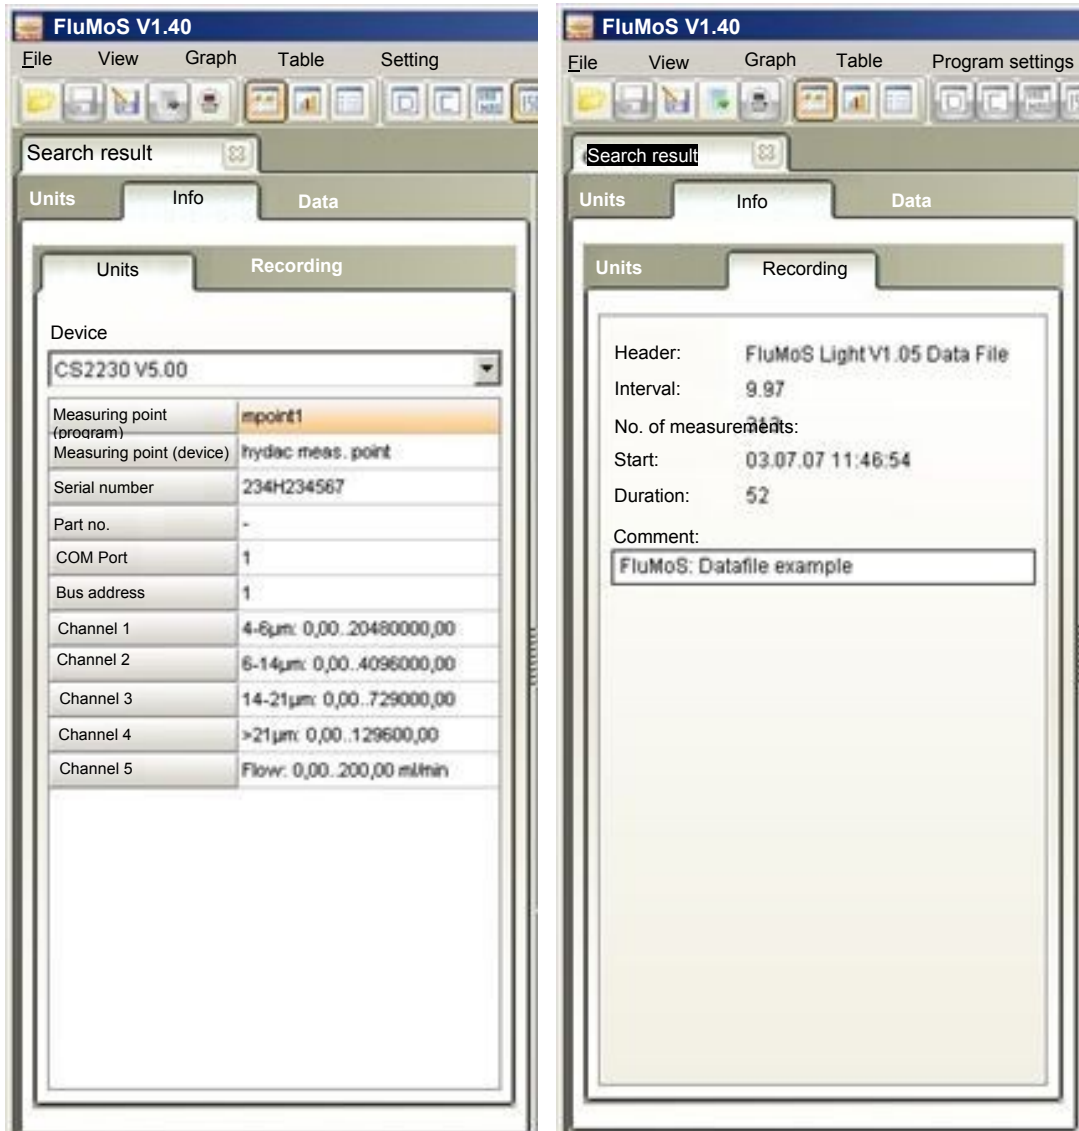 FluMoS V1.40
File View Graph Table Setting
Search result
Units Info Data
Units Recording
Device
CS2230 V5.00
Measuring point
(program)
mpoint1
Measuring point (device) hydac meas. point
Serial number 234H234567
Part no. -
COM Port 1
Bus address 1
Channel 1 4-6µm: 0,00..20480000,00
Channel 2 6-14µm: 0,00..4096000,00
Channel 3 14-21µm: 0,00..729000,00
Channel 4 >21µm: 0,00..129600,00
Channel 5 Flow: 0,00..200,00 ml/min
FluMoS V1.40
File View Graph Table Program settings
Search result
Units Info Data
Units Recording
Header: FluMoS Light V1.05 Data File
Interval: 9.97
No. of measurements:
Start: 03.07.07 11:46:54
Duration: 52
Comment:
FluMoS: Datafile example